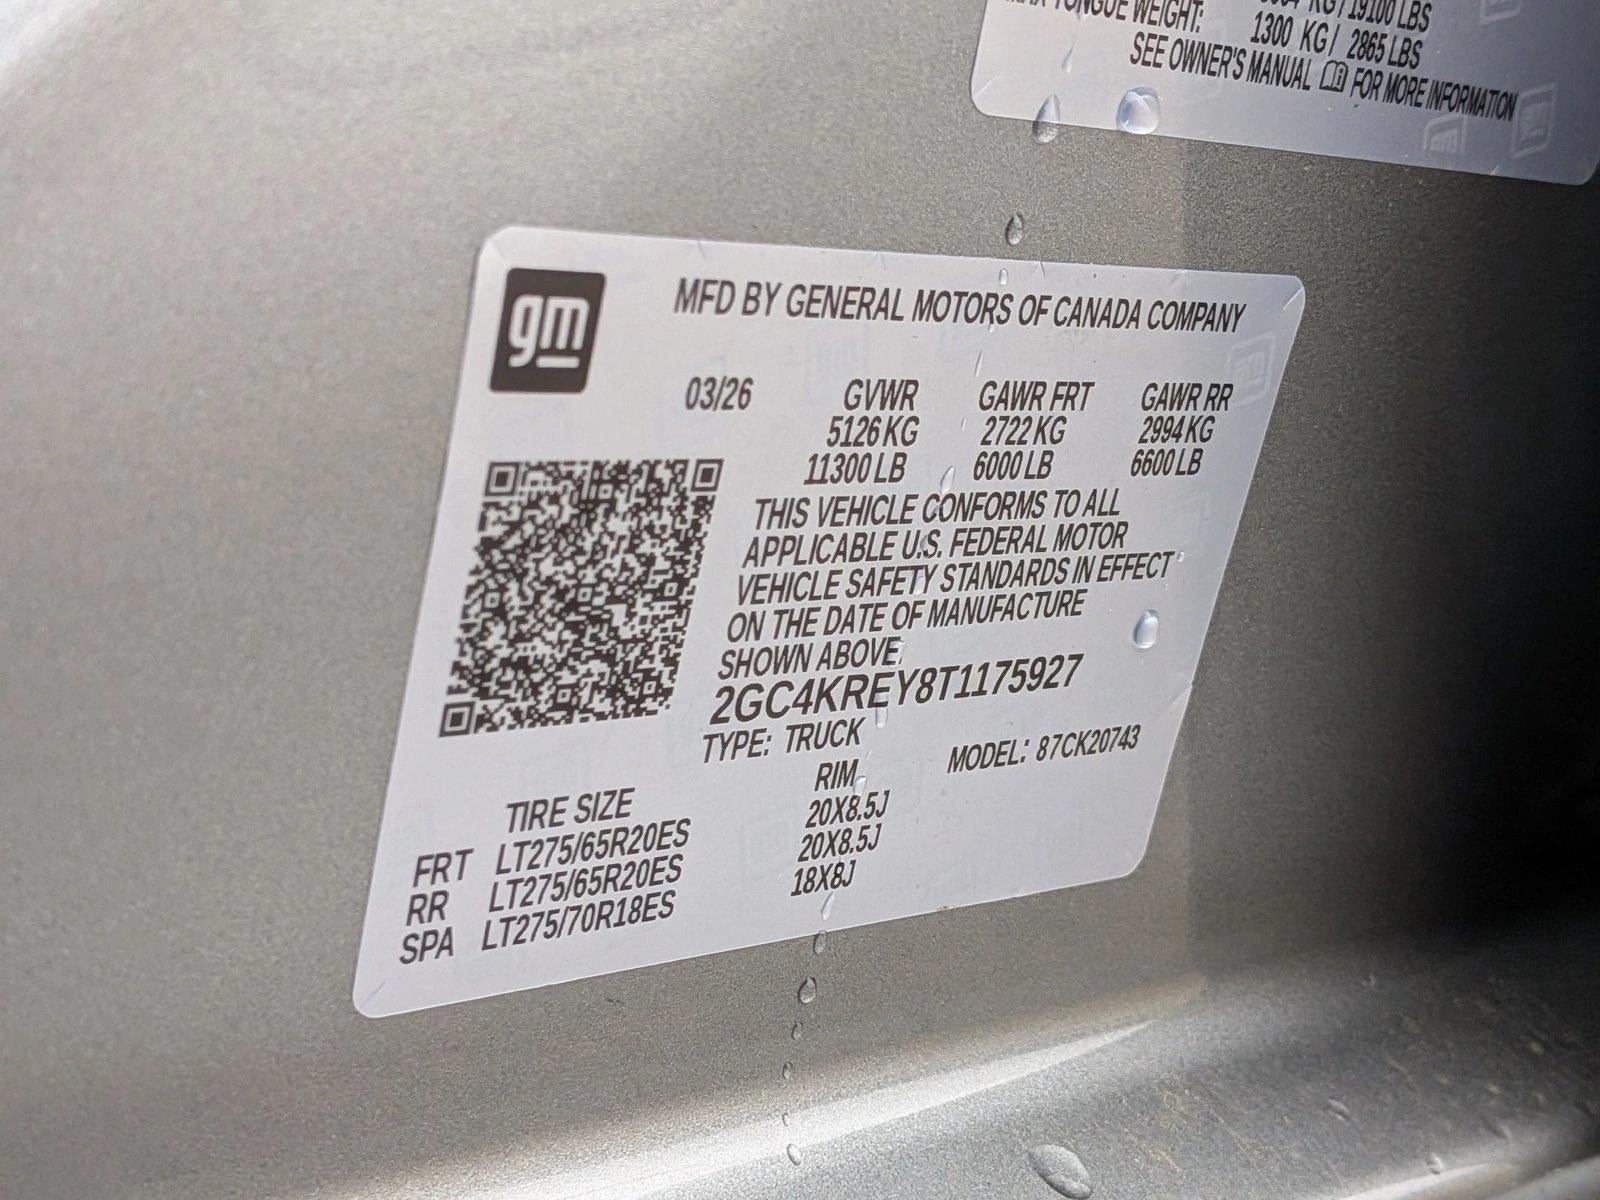 TONGUE WEIGHT: 1300 KG / 2865 LBS
KG / 19100 LBS
SEE OWNER'S MANUAL FOR MORE INFORMATION
gm
MFD BY GENERAL MOTORS OF CANADA COMPANY
03/26 GVWR GAWR FRT GAWR RR
5126 KG 2722 KG 2994 KG
11300 LB 6000 LB 6600 LB
THIS VEHICLE CONFORMS TO ALL
APPLICABLE U.S. FEDERAL MOTOR
VEHICLE SAFETY STANDARDS IN EFFECT
ON THE DATE OF MANUFACTURE
SHOWN ABOVE.
2GC4KREY8T1175927
TYPE: TRUCK MODEL: 87CK20743
TIRE SIZE RIM
FRT LT275/65R20ES 20X8.5J
RR LT275/65R20ES 20X8.5J
SPA LT275/70R18ES 18X8J